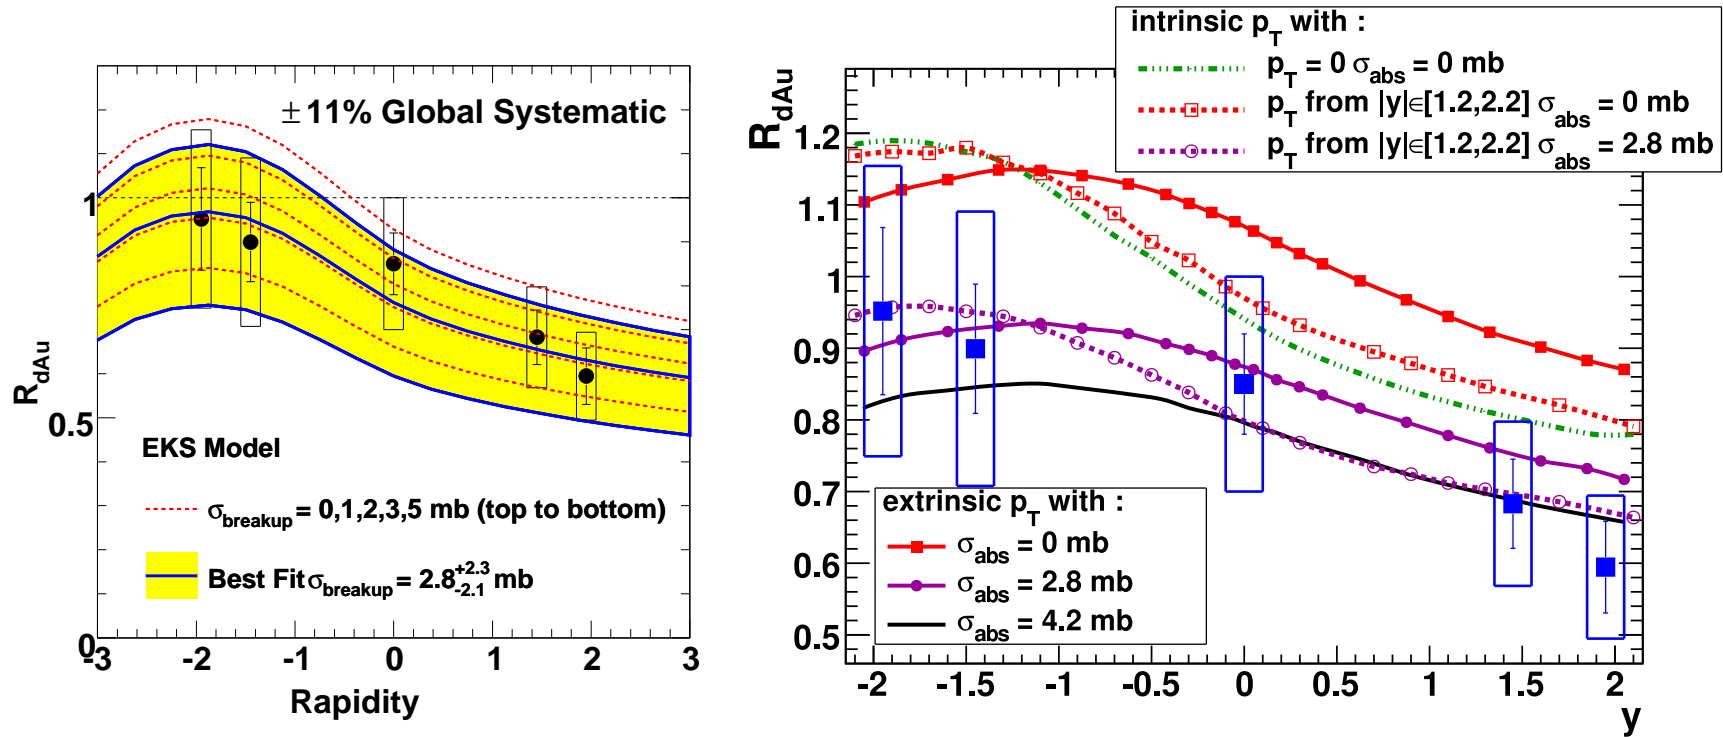 ± 11% Global Systematic
R_dAu
1
0.5
0
EKS Model
σ_breakup = 0,1,2,3,5 mb (top to bottom)
Best Fit σ_breakup = 2.8 +2.3 -2.1 mb
-3 -2 -1 0 1 2 3
Rapidity
intrinsic p_T with :
p_T = 0 σ_abs = 0 mb
p_T from |y|∈[1.2,2.2] σ_abs = 0 mb
p_T from |y|∈[1.2,2.2] σ_abs = 2.8 mb
R_dAu
1.2
1.1
1
0.9
0.8
0.7
0.6
0.5
extrinsic p_T with :
σ_abs = 0 mb
σ_abs = 2.8 mb
σ_abs = 4.2 mb
-2 -1.5 -1 -0.5 0 0.5 1 1.5 2
y